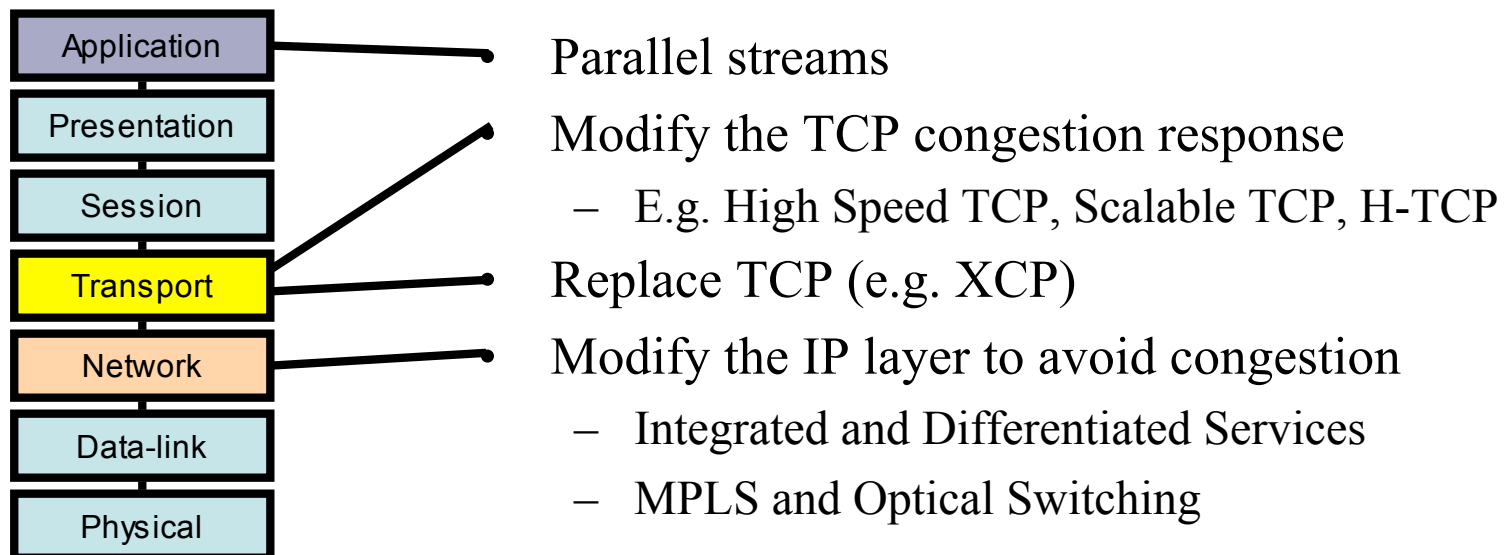 Application
Presentation
Session
Transport
Network
Data-link
Physical
• Parallel streams
• Modify the TCP congestion response
– E.g. High Speed TCP, Scalable TCP, H-TCP
• Replace TCP (e.g. XCP)
• Modify the IP layer to avoid congestion
– Integrated and Differentiated Services
– MPLS and Optical Switching